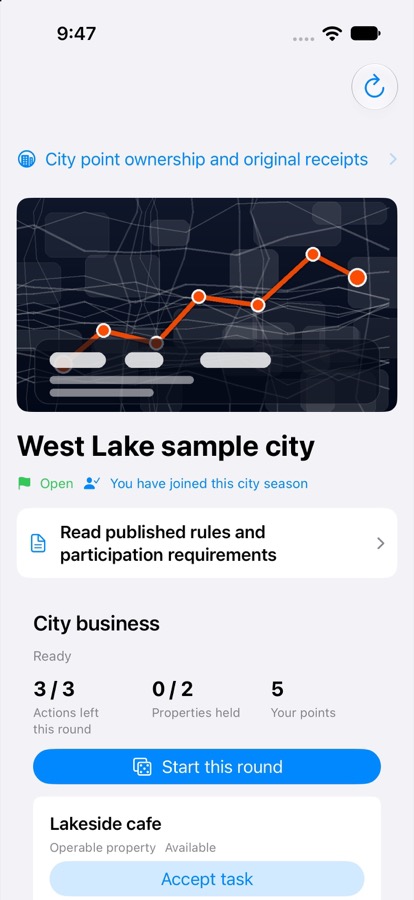 9:47
City point ownership and original receipts
West Lake sample city
Open You have joined this city season
Read published rules and
participation requirements
City business
Ready
3 / 3 0 / 2 5
Actions left Properties held Your points
this round
Start this round
Lakeside cafe
Operable property Available
Accept task